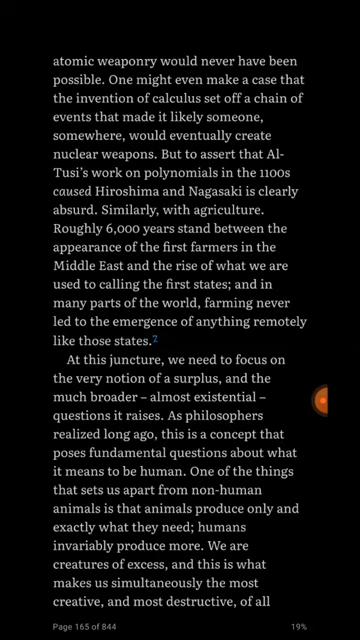 atomic weaponry would never have been
possible. One might even make a case that
the invention of calculus set off a chain of
events that made it likely someone,
somewhere, would eventually create
nuclear weapons. But to assert that Al-
Tusi's work on polynomials in the 1100s
caused Hiroshima and Nagasaki is clearly
absurd. Similarly, with agriculture.
Roughly 6,000 years stand between the
appearance of the first farmers in the
Middle East and the rise of what we are
used to calling the first states; and in
many parts of the world, farming never
led to the emergence of anything remotely
like those states.7
At this juncture, we need to focus on
the very notion of a surplus, and the
much broader – almost existential –
questions it raises. As philosophers
realized long ago, this is a concept that
poses fundamental questions about what
it means to be human. One of the things
that sets us apart from non-human
animals is that animals produce only and
exactly what they need; humans
invariably produce more. We are
creatures of excess, and this is what
makes us simultaneously the most
creative, and most destructive, of all
Page 165 of 844 19%